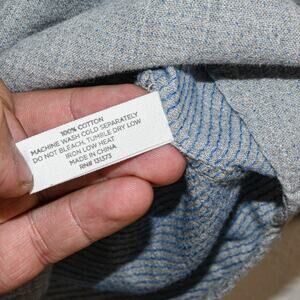 100% COTTON
MACHINE WASH COLD SEPARATELY
DO NOT BLEACH, TUMBLE DRY LOW
IRON LOW HEAT
MADE IN CHINA
RN# 131373